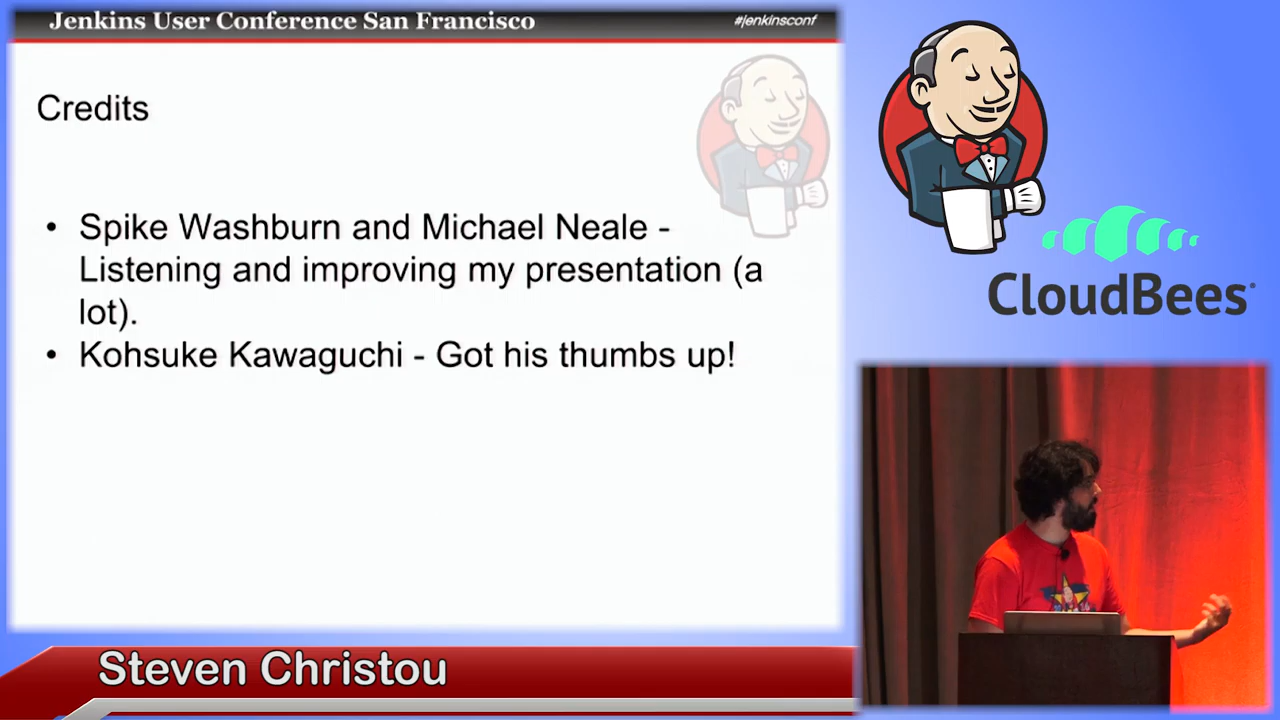 Jenkins User Conference San Francisco
#jenkinsconf
Credits
• Spike Washburn and Michael Neale -
Listening and improving my presentation (a
lot).
• Kohsuke Kawaguchi - Got his thumbs up!
CloudBees
Steven Christou